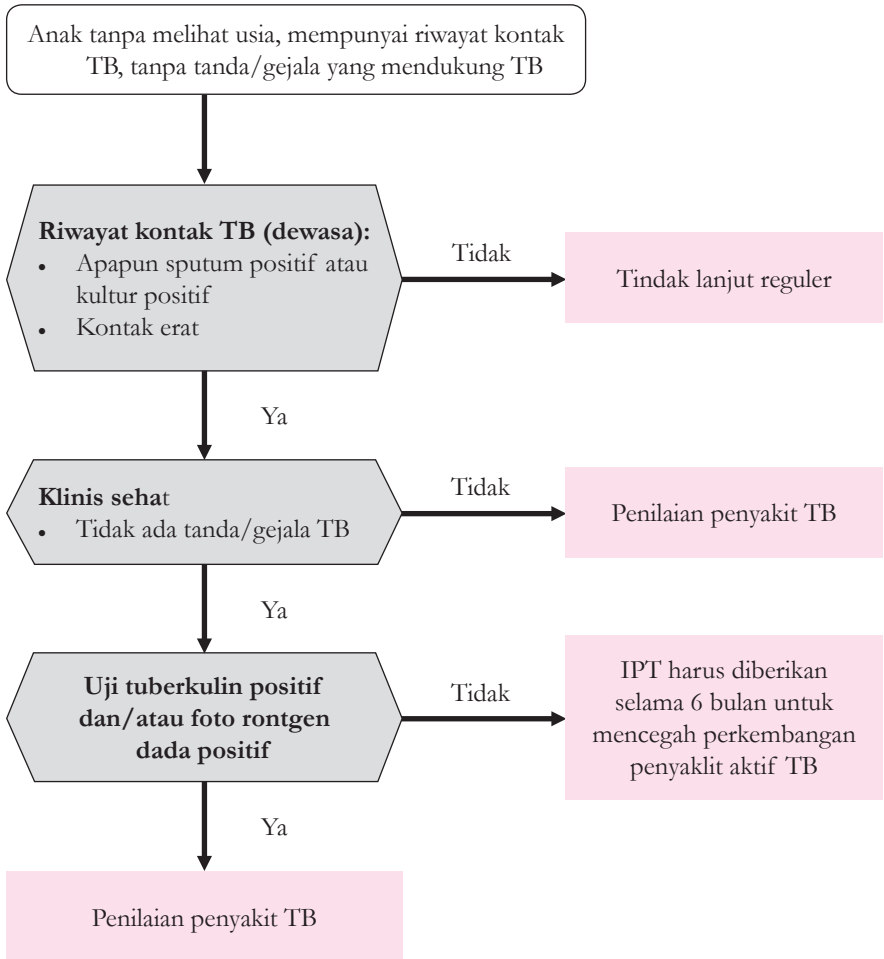 Anak tanpa melihat usia, mempunyai riwayat kontak
TB, tanpa tanda/gejala yang mendukung TB
Riwayat kontak TB (dewasa):
• Apapun sputum positif atau
kultur positif
• Kontak erat
Tidak
Tindak lanjut reguler
Ya
Klinis sehat
• Tidak ada tanda/gejala TB
Tidak
Penilaian penyakit TB
Ya
Uji tuberkulin positif
dan/atau foto rontgen
dada positif
Tidak
IPT harus diberikan
selama 6 bulan untuk
mencegah perkembangan
penyaklit aktif TB
Ya
Penilaian penyakit TB